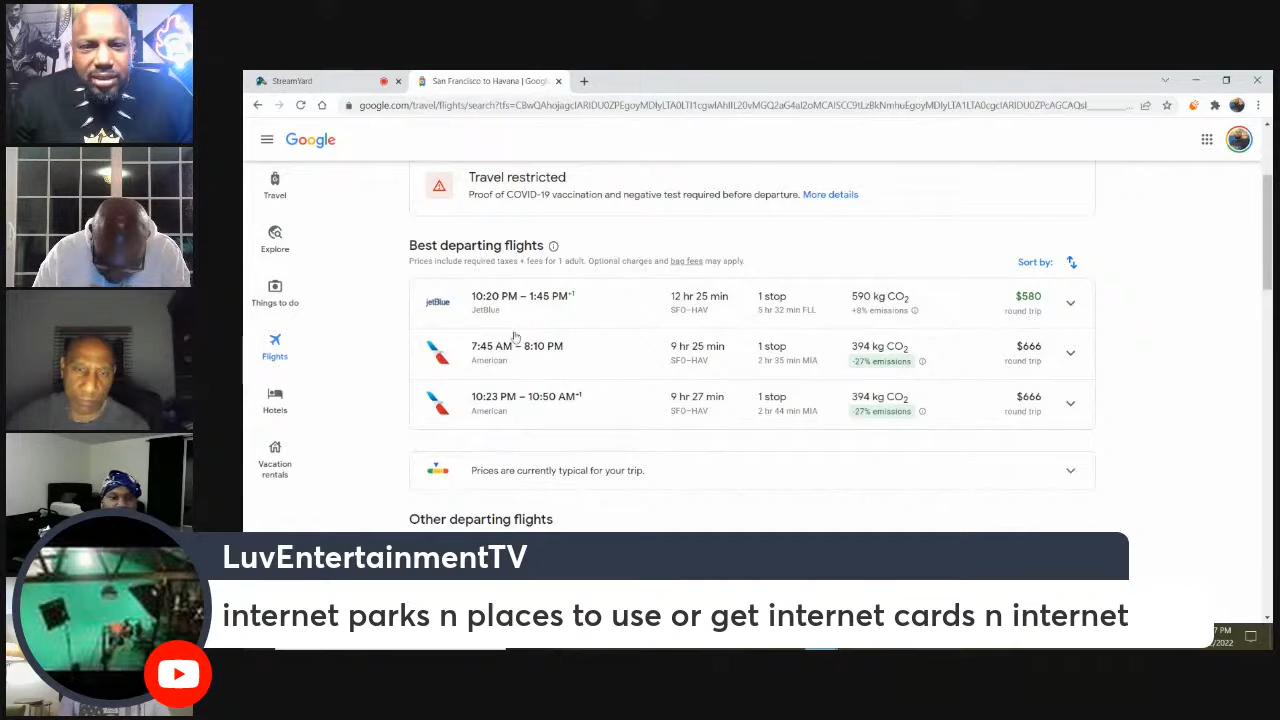 StreamYard
San Francisco to Havana | Googl
Google
Travel
Explore
Things to do
Flights
Hotels
Vacation
rentals
Travel restricted
Proof of COVID-19 vaccination and negative test required before departure. More details
Best departing flights
Prices include required taxes + fees for 1 adult. Optional charges and bag fees may apply.
Sort by:
jetBlue 10:20 PM – 1:45 PM+1 12 hr 25 min 1 stop 590 kg CO2 $580
JetBlue SFO–HAV 5 hr 32 min FLL +8% emissions round trip
7:45 AM – 8:10 PM 9 hr 25 min 1 stop 394 kg CO2 $666
American SFO–HAV 2 hr 35 min MIA -27% emissions round trip
10:23 PM – 10:50 AM+1 9 hr 27 min 1 stop 394 kg CO2 $666
American SFO–HAV 2 hr 44 min MIA -27% emissions round trip
Prices are currently typical for your trip.
Other departing flights
LuvEntertainmentTV
internet parks n places to use or get internet cards n internet
7 PM
/2022